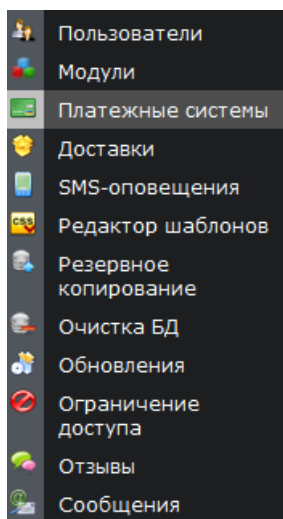 Пользователи
Модули
Платежные системы
Доставки
SMS-оповещения
CSS
Редактор шаблонов
Резервное
копирование
Очистка БД
Обновления
Ограничение
доступа
Отзывы
Сообщения